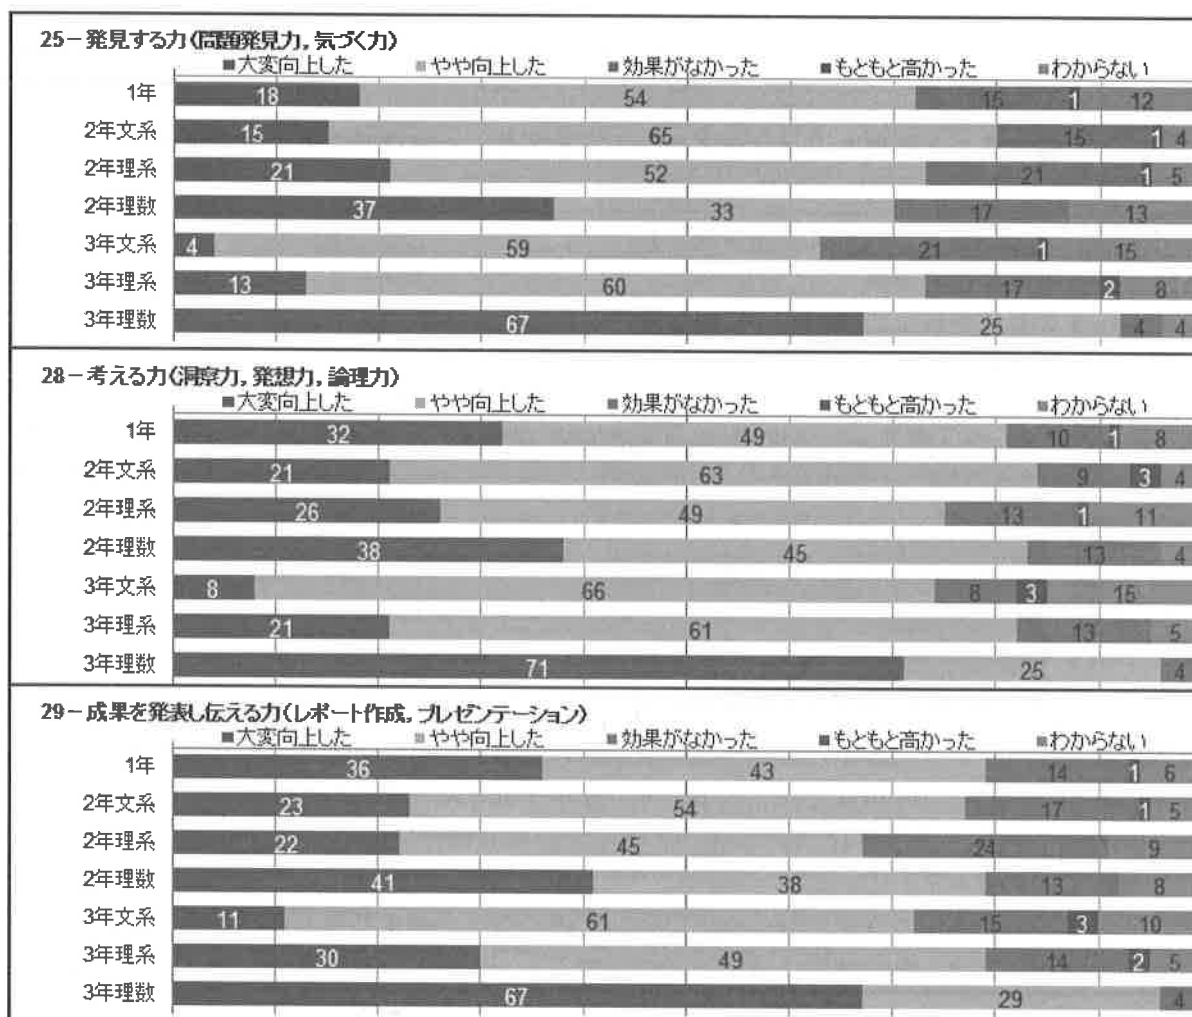 25－発見する力(問題発見力, 気づく力)
■大変向上した ■やや向上した ■効果がなかった ■もともと高かった ■わからない
1年 18 54 15 1 12
2年文系 15 65 15 1 4
2年理系 21 52 21 1 5
2年理数 37 33 17 13
3年文系 4 59 21 1 15
3年理系 13 60 17 2 8
3年理数 67 25 4 4
28－考える力(洞察力, 発想力, 論理力)
■大変向上した ■やや向上した ■効果がなかった ■もともと高かった ■わからない
1年 32 49 10 1 8
2年文系 21 63 9 3 4
2年理系 26 49 13 1 11
2年理数 38 45 13 4
3年文系 8 66 8 3 15
3年理系 21 61 13 5
3年理数 71 25 4
29－成果を発表し伝える力(レポート作成, プレゼンテーション)
■大変向上した ■やや向上した ■効果がなかった ■もともと高かった ■わからない
1年 36 43 14 1 6
2年文系 23 54 17 1 5
2年理系 22 45 24 9
2年理数 41 38 13 8
3年文系 11 61 15 3 10
3年理系 30 49 14 2 5
3年理数 67 29 4